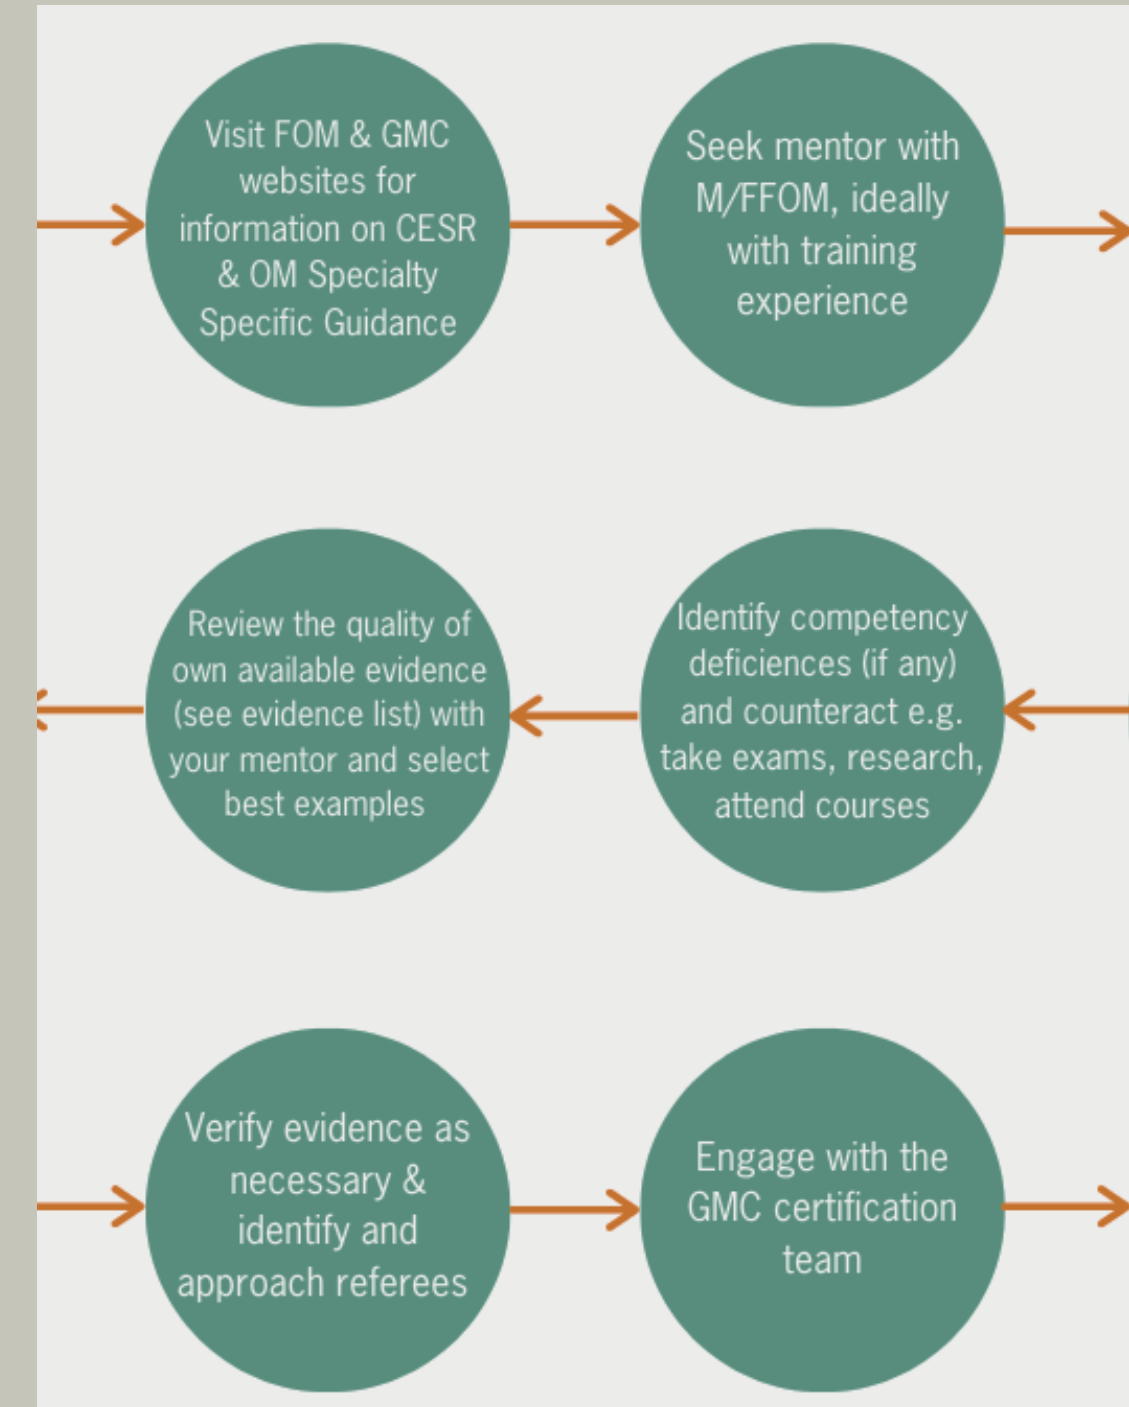 Visit FOM & GMC
websites for
information on CESR
& OM Specialty
Specific Guidance
Seek mentor with
M/FFOM, ideally
with training
experience
Identify competency
deficiences (if any)
and counteract e.g.
take exams, research,
attend courses
Review the quality of
own available evidence
(see evidence list) with
your mentor and select
best examples
Verify evidence as
necessary &
identify and
approach referees
Engage with the
GMC certification
team